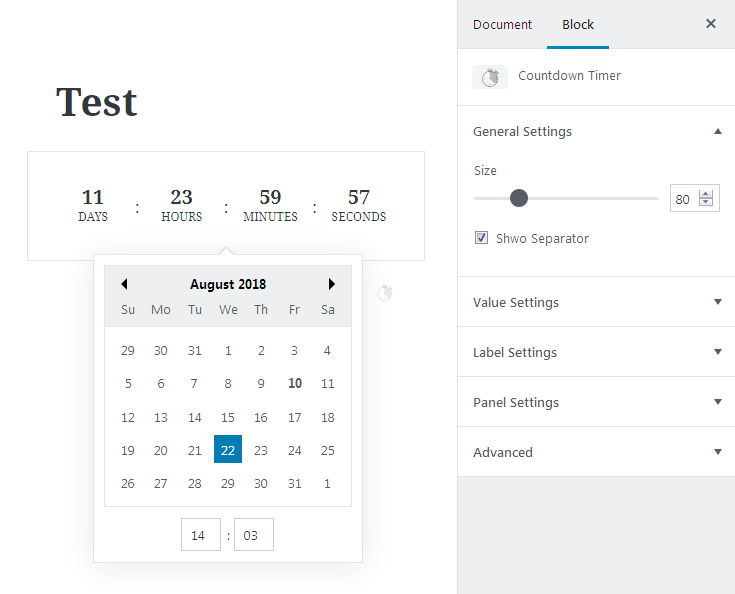 Test
11 : 23 : 59 : 57
DAYS HOURS MINUTES SECONDS
August 2018
Su Mo Tu We Th Fr Sa
29 30 31 1 2 3 4
5 6 7 8 9 10 11
12 13 14 15 16 17 18
19 20 21 22 23 24 25
26 27 28 29 30 31 1
14 : 03
Document Block ✕
Countdown Timer
General Settings
Size
80
Shwo Separator
Value Settings
Label Settings
Panel Settings
Advanced